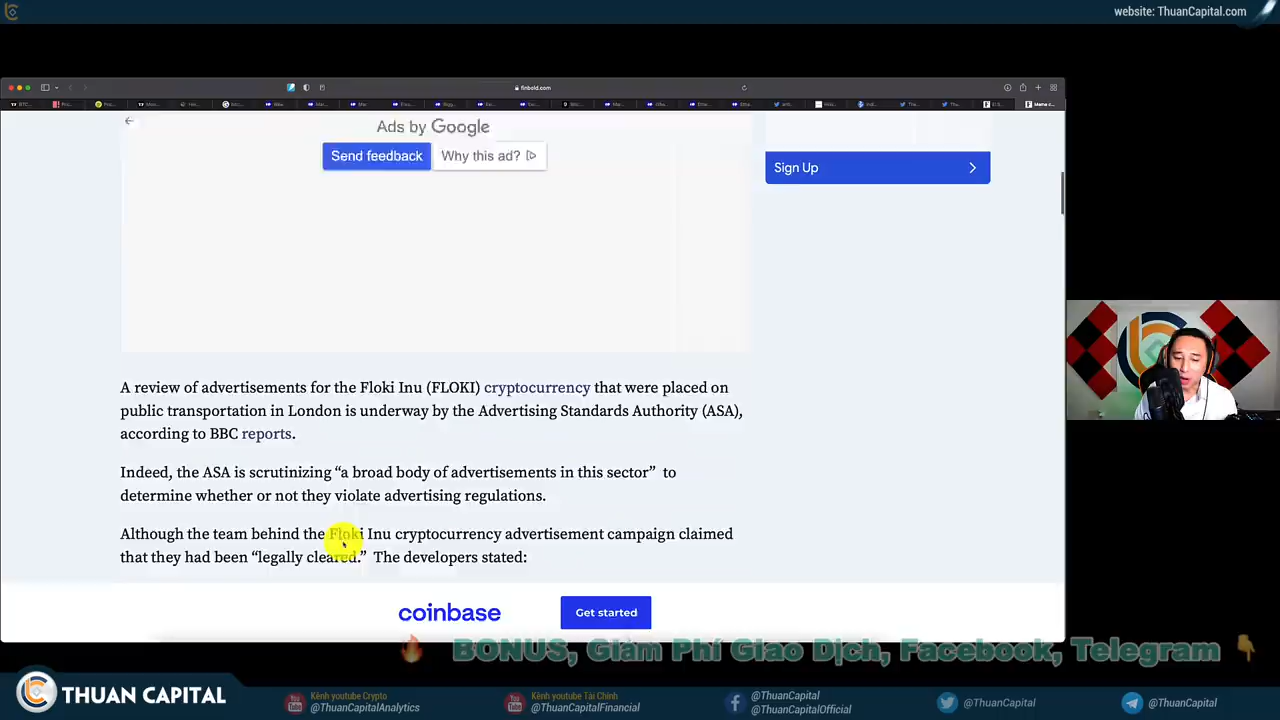 website: ThuanCapital.com
finbold.com
Ads by Google
Send feedback
Why this ad?
Sign Up
A review of advertisements for the Floki Inu (FLOKI) cryptocurrency that were placed on
public transportation in London is underway by the Advertising Standards Authority (ASA),
according to BBC reports.
Indeed, the ASA is scrutinizing “a broad body of advertisements in this sector” to
determine whether or not they violate advertising regulations.
Although the team behind the Floki Inu cryptocurrency advertisement campaign claimed
that they had been “legally cleared.” The developers stated:
coinbase
Get started
BONUS, Giảm Phí Giao Dịch, Facebook, Telegram
THUAN CAPITAL
Kênh youtube Crypto
@ThuanCapitalAnalytics
Kênh youtube Tài Chính
@ThuanCapitalFinancial
@ThuanCapital
@ThuanCapitalOfficial
@ThuanCapital
@ThuanCapital